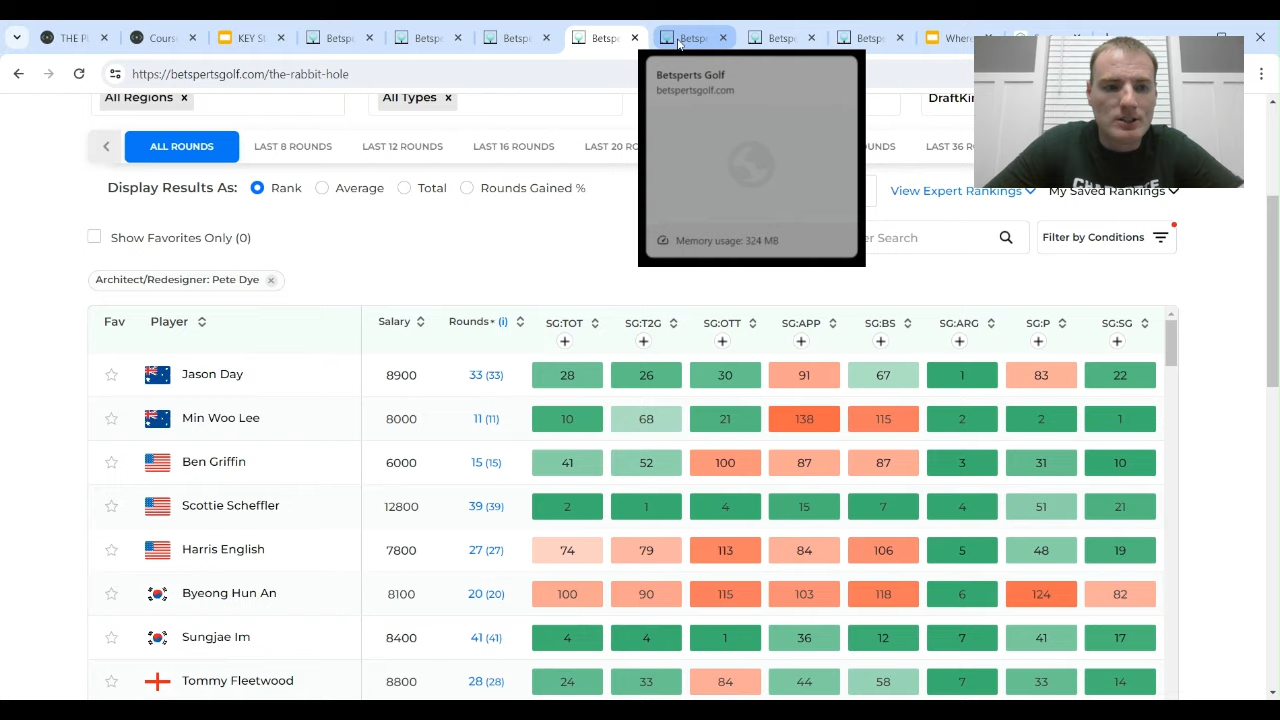 THE PL
Cours
KEY SU
Betsp
Betsp
Betsp
Betspe
Betspe
Betspe
Betspe
Where
https://betspertsgolf.com/the-rabbit-hole
Betsperts Golf
betspertsgolf.com
Memory usage: 324 MB
All Regions ×
All Types ×
DraftKin
ALL ROUNDS
LAST 8 ROUNDS
LAST 12 ROUNDS
LAST 16 ROUNDS
LAST 20 RO
OUNDS
LAST 36 R
Display Results As:
Rank
Average
Total
Rounds Gained %
View Expert Rankings
My Saved Rankings
Show Favorites Only (0)
er Search
Filter by Conditions
Architect/Redesigner: Pete Dye ×
Fav Player Salary Rounds (i) SG:TOT SG:T2G SG:OTT SG:APP SG:BS SG:ARG SG:P SG:SG
Jason Day 8900 33 (33) 28 26 30 91 67 1 83 22
Min Woo Lee 8000 11 (11) 10 68 21 138 115 2 2 1
Ben Griffin 6000 15 (15) 41 52 100 87 87 3 31 10
Scottie Scheffler 12800 39 (39) 2 1 4 15 7 4 51 21
Harris English 7800 27 (27) 74 79 113 84 106 5 48 19
Byeong Hun An 8100 20 (20) 100 90 115 103 118 6 124 82
Sungjae Im 8400 41 (41) 4 4 1 36 12 7 41 17
Tommy Fleetwood 8800 28 (28) 24 33 84 44 58 7 33 14